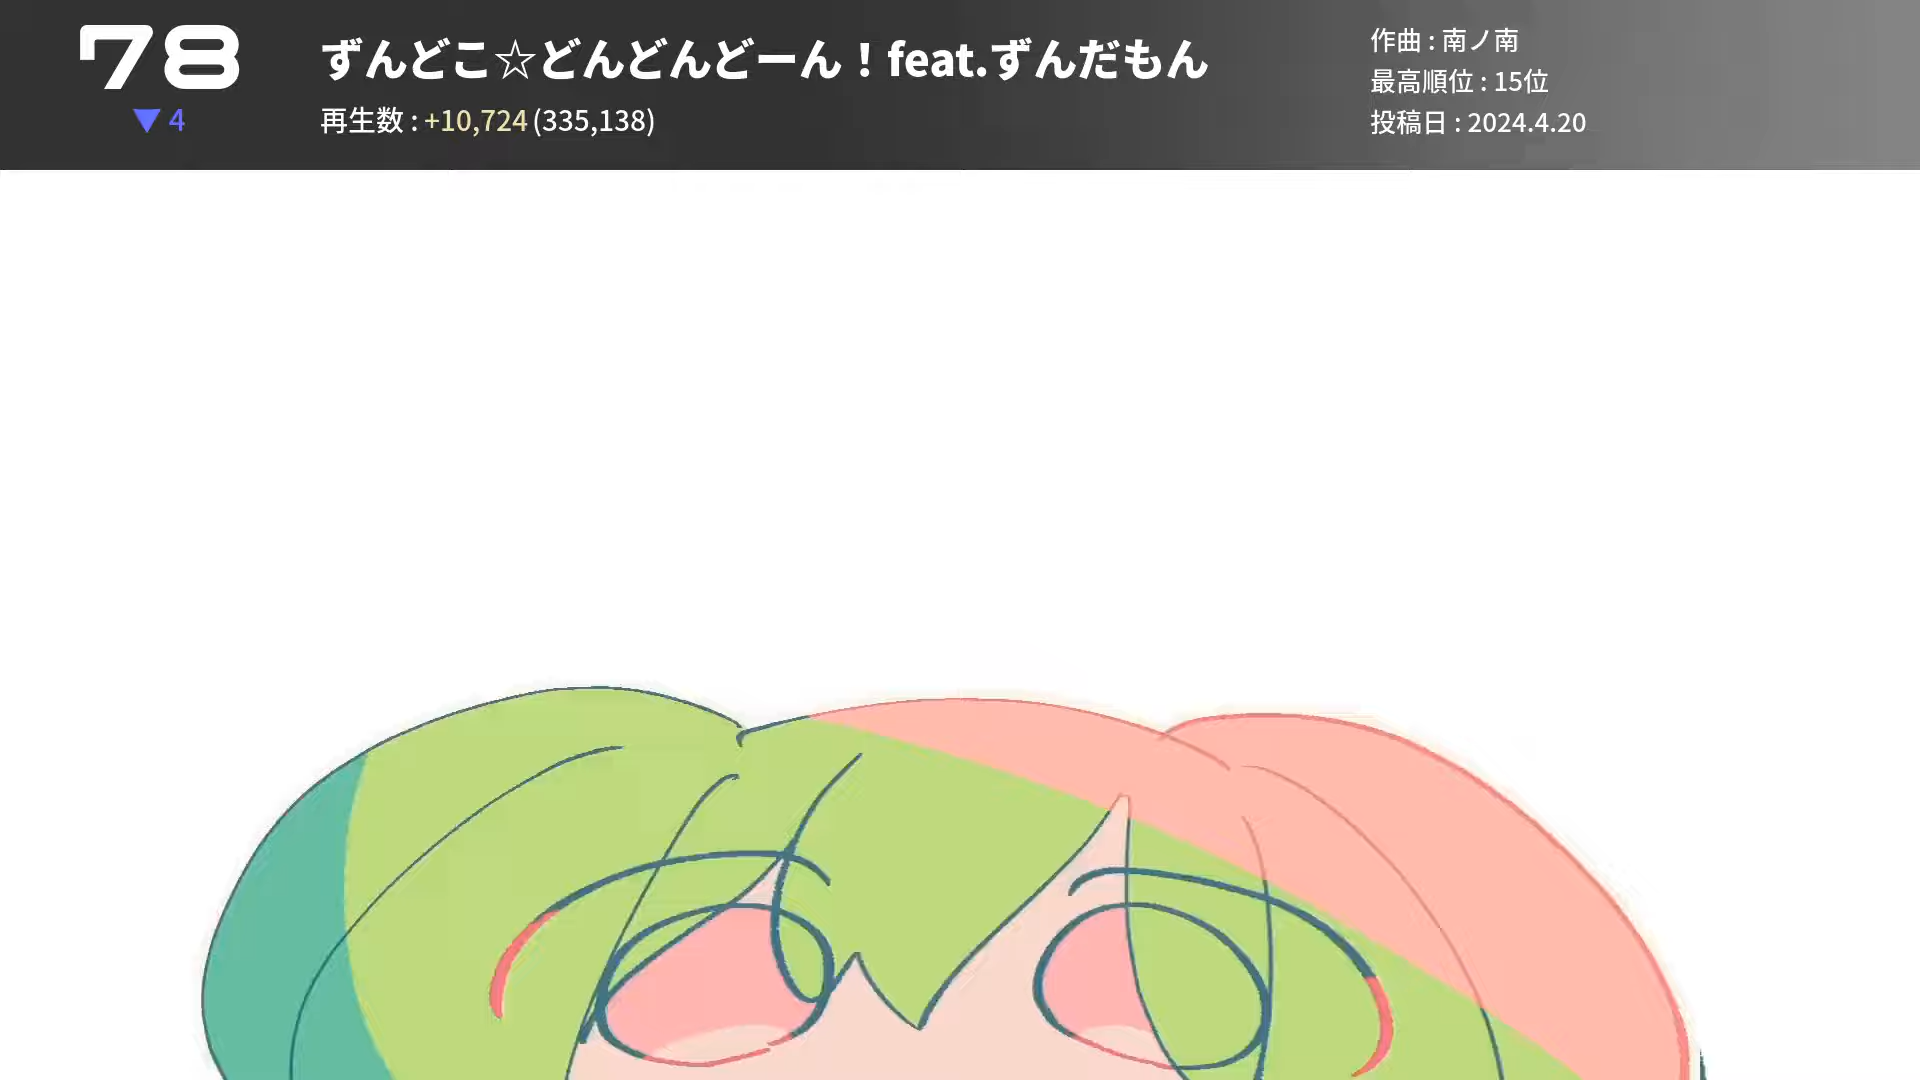 78
▼4
ずんどこ☆どんどんどーん！feat.ずんだもん
再生数 : +10,724 (335,138)
作曲 : 南ノ南
最高順位 : 15位
投稿日 : 2024.4.20